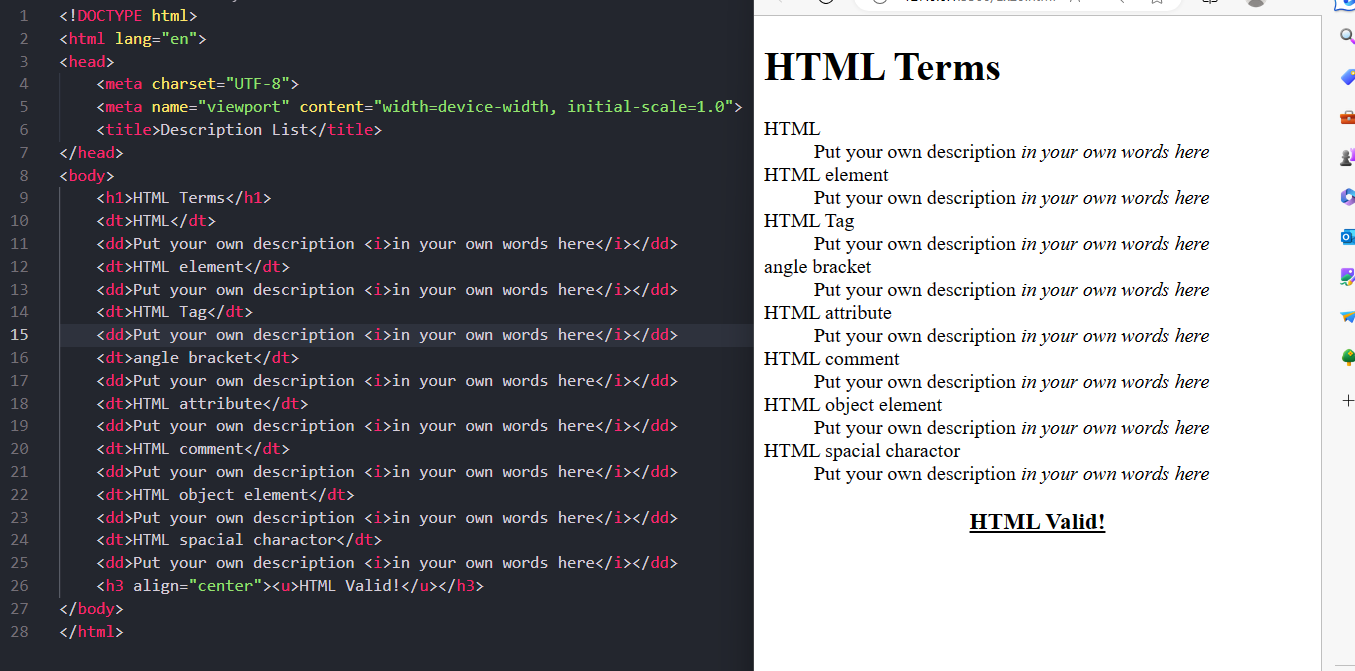 1 <!DOCTYPE html>
2 <html lang="en">
3 <head>
4 <meta charset="UTF-8">
5 <meta name="viewport" content="width=device-width, initial-scale=1.0">
6 <title>Description List</title>
7 </head>
8 <body>
9 <h1>HTML Terms</h1>
10 <dt>HTML</dt>
11 <dd>Put your own description <i>in your own words here</i></dd>
12 <dt>HTML element</dt>
13 <dd>Put your own description <i>in your own words here</i></dd>
14 <dt>HTML Tag</dt>
15 <dd>Put your own description <i>in your own words here</i></dd>
16 <dt>angle bracket</dt>
17 <dd>Put your own description <i>in your own words here</i></dd>
18 <dt>HTML attribute</dt>
19 <dd>Put your own description <i>in your own words here</i></dd>
20 <dt>HTML comment</dt>
21 <dd>Put your own description <i>in your own words here</i></dd>
22 <dt>HTML object element</dt>
23 <dd>Put your own description <i>in your own words here</i></dd>
24 <dt>HTML spacial charactor</dt>
25 <dd>Put your own description <i>in your own words here</i></dd>
26 <h3 align="center"><u>HTML Valid!</u></h3>
27 </body>
28 </html>
HTML Terms
HTML
Put your own description in your own words here
HTML element
Put your own description in your own words here
HTML Tag
Put your own description in your own words here
angle bracket
Put your own description in your own words here
HTML attribute
Put your own description in your own words here
HTML comment
Put your own description in your own words here
HTML object element
Put your own description in your own words here
HTML spacial charactor
Put your own description in your own words here
HTML Valid!